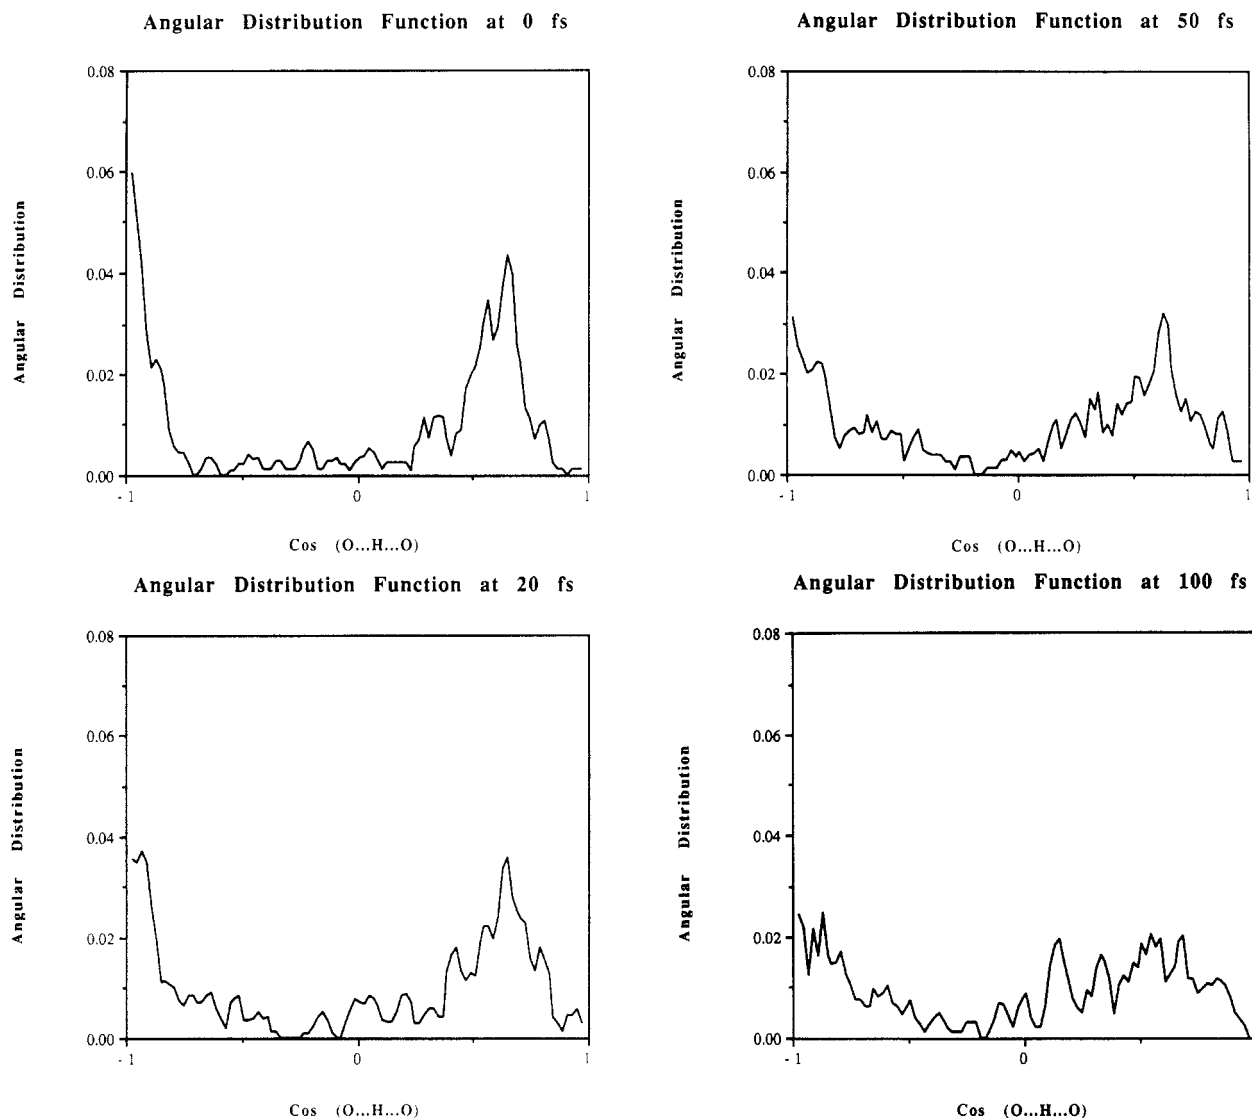 Angular Distribution Function at 0 fs
0.08
0.06
0.04
0.02
0.00
-1
0
1
Angular Distribution
Cos (O...H...O)
Angular Distribution Function at 50 fs
0.08
0.06
0.04
0.02
0.00
-1
0
1
Angular Distribution
Cos (O...H...O)
Angular Distribution Function at 20 fs
0.08
0.06
0.04
0.02
0.00
-1
0
1
Angular Distribution
Cos (O...H...O)
Angular Distribution Function at 100 fs
0.08
0.06
0.04
0.02
0.00
-1
0
Angular Distribution
Cos (O...H...O)